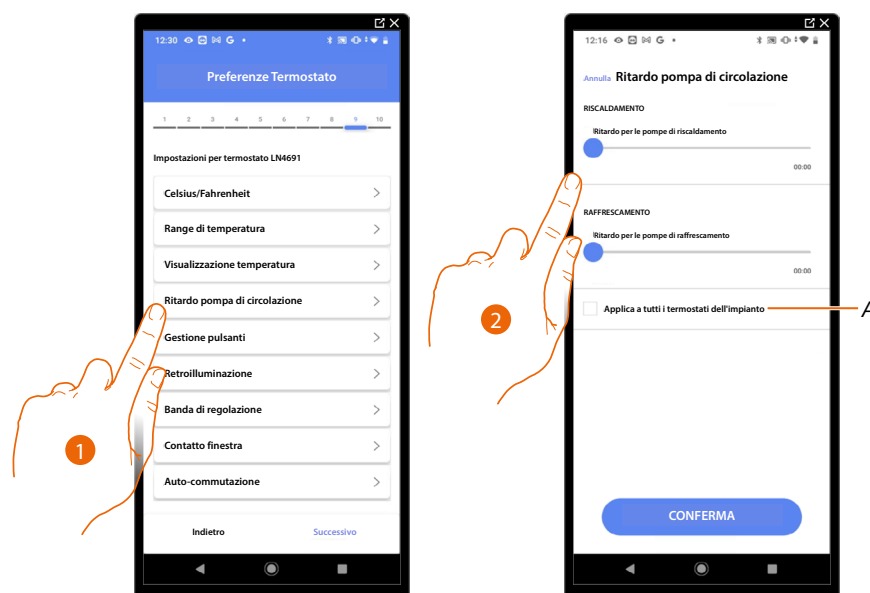 12:30 G
Preferenze Termostato
1 2 3 4 5 6 7 8 9 10
Impostazioni per termostato LN4691
Celsius/Fahrenheit
Range di temperatura
Visualizzazione temperatura
Ritardo pompa di circolazione
Gestione pulsanti
Retroilluminazione
Banda di regolazione
Contatto finestra
Auto-commutazione
Indietro Successivo
1
12:16 G
Annulla Ritardo pompa di circolazione
RISCALDAMENTO
Ritardo per le pompe di riscaldamento
00:00
RAFFRESCAMENTO
Ritardo per le pompe di raffrescamento
00:00
Applica a tutti i termostati dell'impianto
A
CONFERMA
2